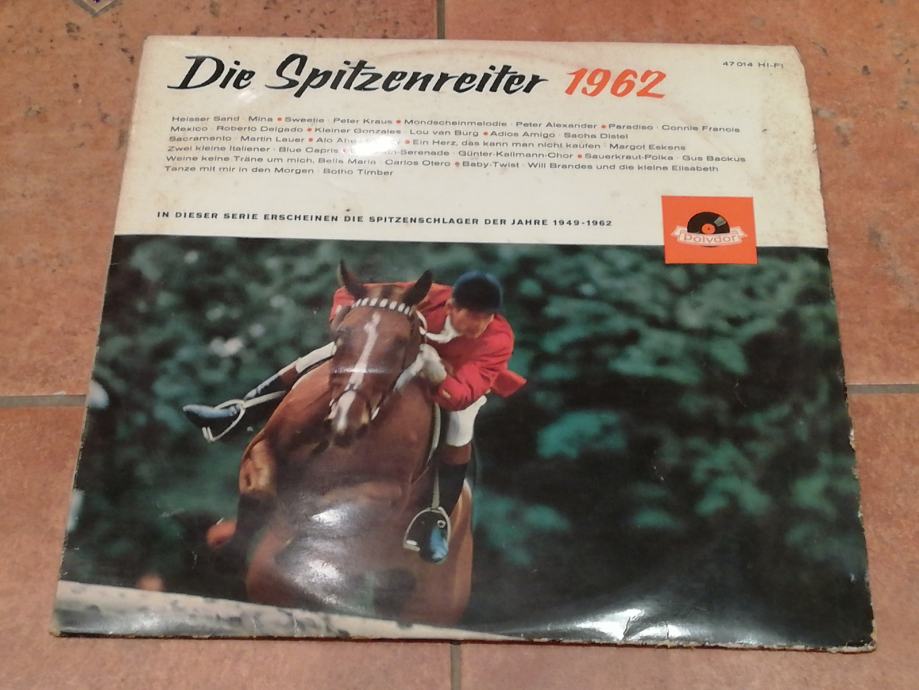 Die Spitzenreiter 1962
47 014 HI-FI
Heisser Sand · Mina • Sweetie · Peter Kraus • Mondscheinmelodie · Peter Alexander • Paradiso · Connie Francis
Mexico · Roberto Delgado • Kleiner Gonzales · Lou van Burg • Adios Amigo · Sacha Distel
Sacramento · Martin Lauer • Alo Ahe • Ein Herz, das kann man nicht kaufen · Margot Eskens
Zwei kleine Italiener · Blue Capris • -Serenade · Günter-Kallmann-Chor • Sauerkraut-Polka · Gus Backus
Weine keine Träne um mich, Bella Maria · Carlos Otero • Baby-Twist · Will Brandes und die kleine Elisabeth
Tanze mit mir in den Morgen · Botho Timber
IN DIESER SERIE ERSCHEINEN DIE SPITZENSCHLAGER DER JAHRE 1949-1962
Polydor